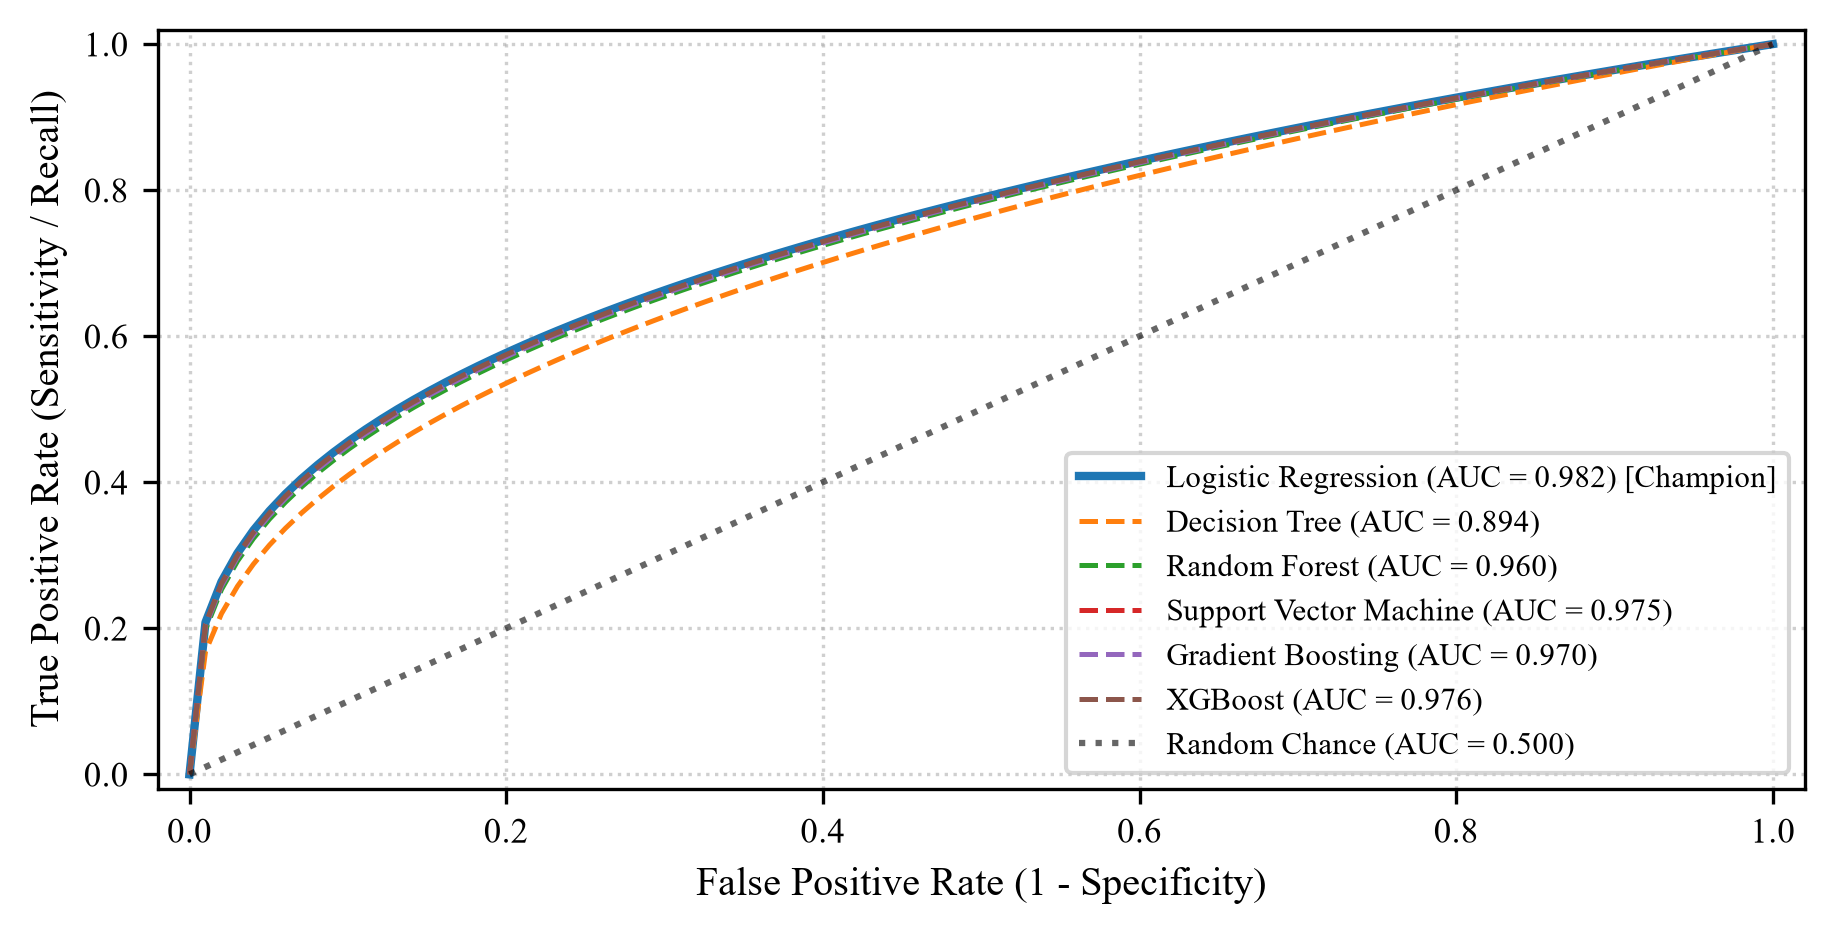 1.0
0.8
0.6
0.4
0.2
0.0
True Positive Rate (Sensitivity / Recall)
Logistic Regression (AUC = 0.982) [Champion]
Decision Tree (AUC = 0.894)
Random Forest (AUC = 0.960)
Support Vector Machine (AUC = 0.975)
Gradient Boosting (AUC = 0.970)
XGBoost (AUC = 0.976)
Random Chance (AUC = 0.500)
0.0 0.2 0.4 0.6 0.8 1.0
False Positive Rate (1 - Specificity)